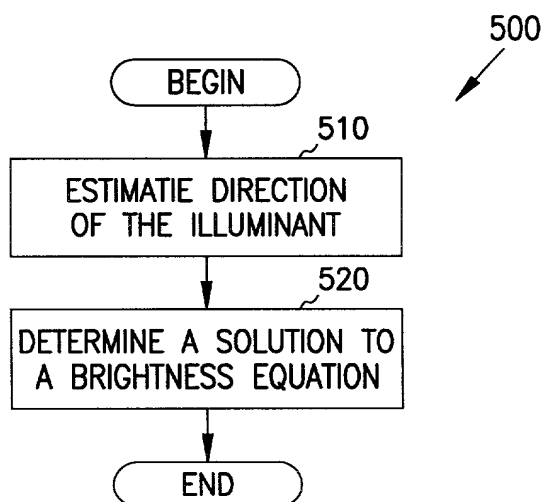 500
BEGIN
510
ESTIMATIE DIRECTION
OF THE ILLUMINANT
520
DETERMINE A SOLUTION TO
A BRIGHTNESS EQUATION
END